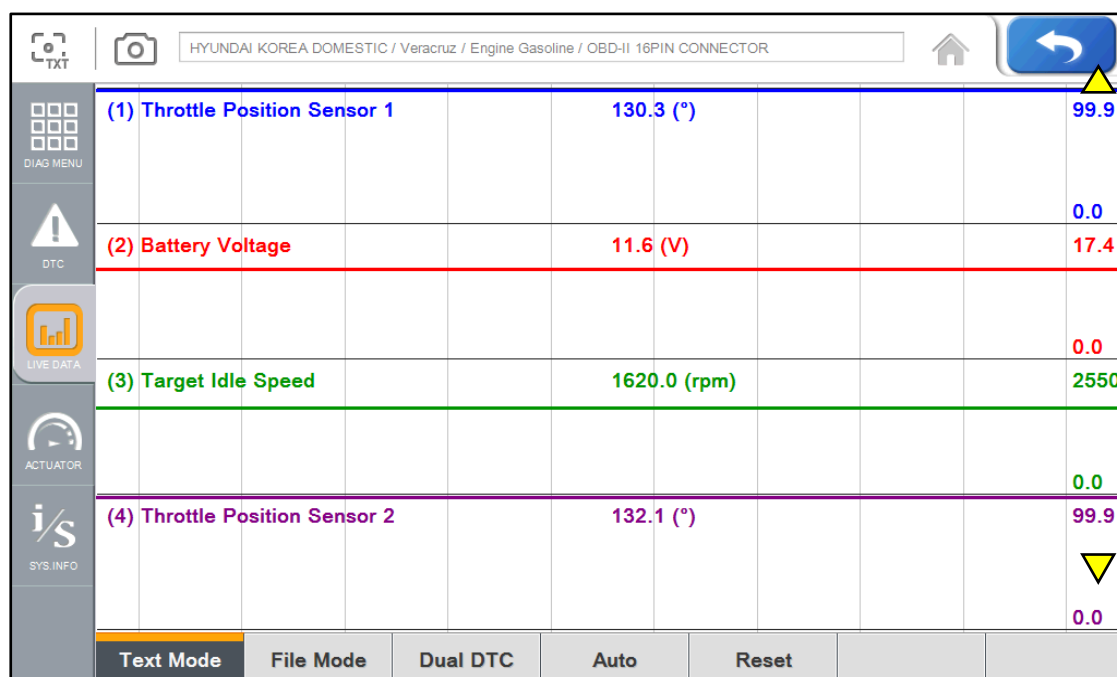 TXT
HYUNDAI KOREA DOMESTIC / Veracruz / Engine Gasoline / OBD-II 16PIN CONNECTOR
DIAG MENU
DTC
LIVE DATA
ACTUATOR
i/s
SYS.INFO
(1) Throttle Position Sensor 1 130.3 (°) 99.9
0.0
(2) Battery Voltage 11.6 (V) 17.4
0.0
(3) Target Idle Speed 1620.0 (rpm) 2550
0.0
(4) Throttle Position Sensor 2 132.1 (°) 99.9
0.0
Text Mode File Mode Dual DTC Auto Reset